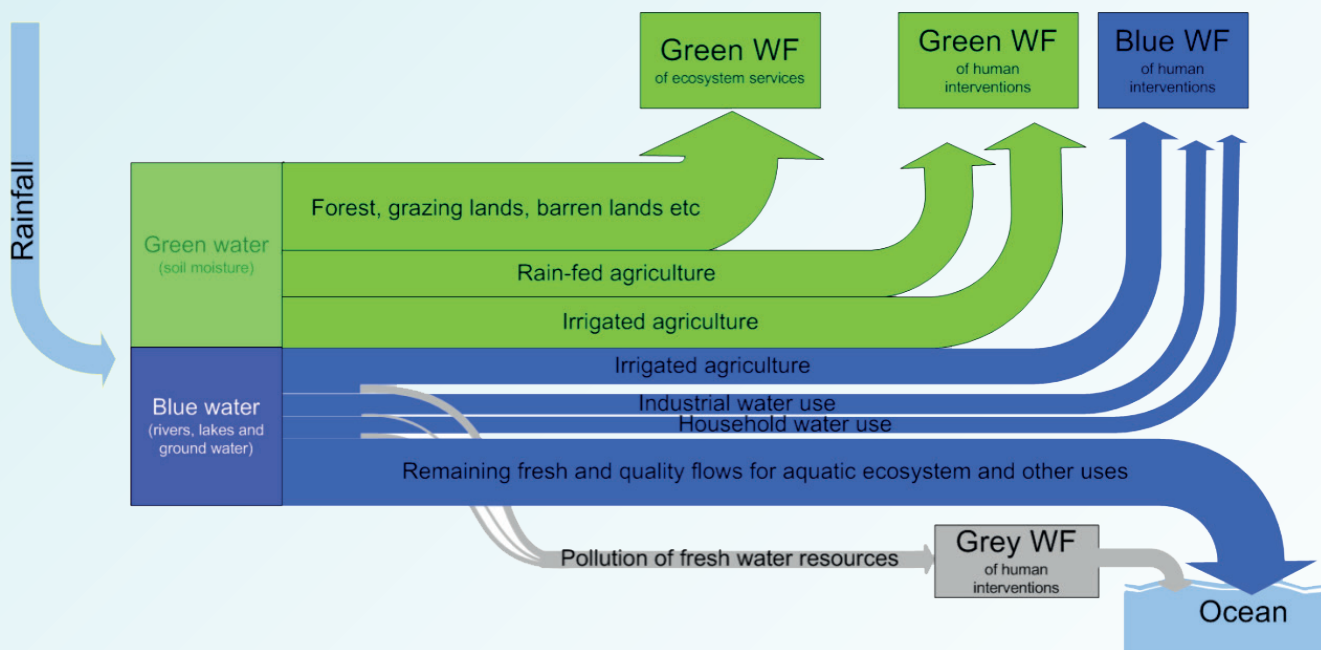 Rainfall
Green WF
of ecosystem services
Green WF
of human
interventions
Blue WF
of human
interventions
Green water
(soil moisture)
Forest, grazing lands, barren lands etc
Rain-fed agriculture
Irrigated agriculture
Blue water
(rivers, lakes and
ground water)
Irrigated agriculture
Industrial water use
Household water use
Remaining fresh and quality flows for aquatic ecosystem and other uses
Pollution of fresh water resources
Grey WF
of human
interventions
Ocean